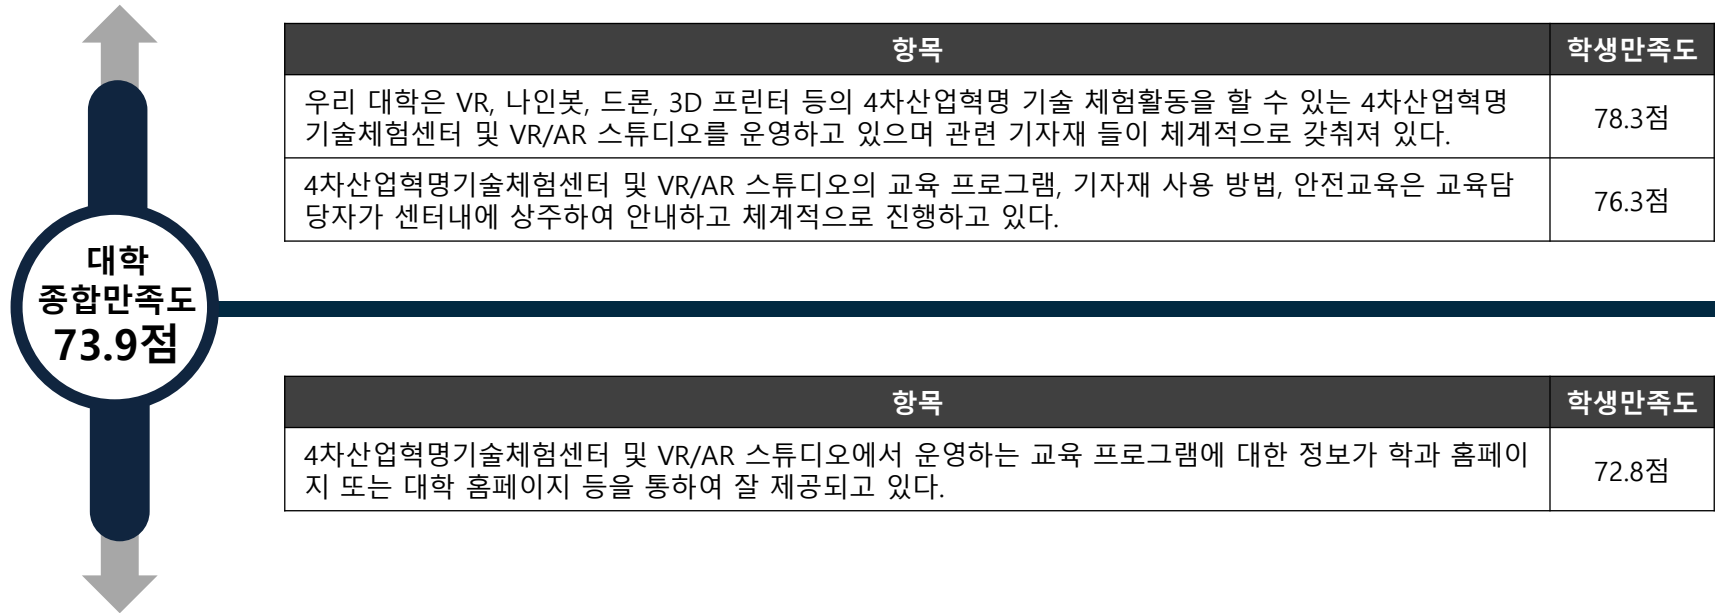 항목 학생만족도
우리 대학은 VR, 나인봇, 드론, 3D 프린터 등의 4차산업혁명 기술 체험활동을 할 수 있는 4차산업혁명
기술체험센터 및 VR/AR 스튜디오를 운영하고 있으며 관련 기자재 들이 체계적으로 갖춰져 있다.
78.3점
4차산업혁명기술체험센터 및 VR/AR 스튜디오의 교육 프로그램, 기자재 사용 방법, 안전교육은 교육담
당자가 센터내에 상주하여 안내하고 체계적으로 진행하고 있다.
76.3점
대학
종합만족도
73.9점
항목 학생만족도
4차산업혁명기술체험센터 및 VR/AR 스튜디오에서 운영하는 교육 프로그램에 대한 정보가 학과 홈페이
지 또는 대학 홈페이지 등을 통하여 잘 제공되고 있다.
72.8점